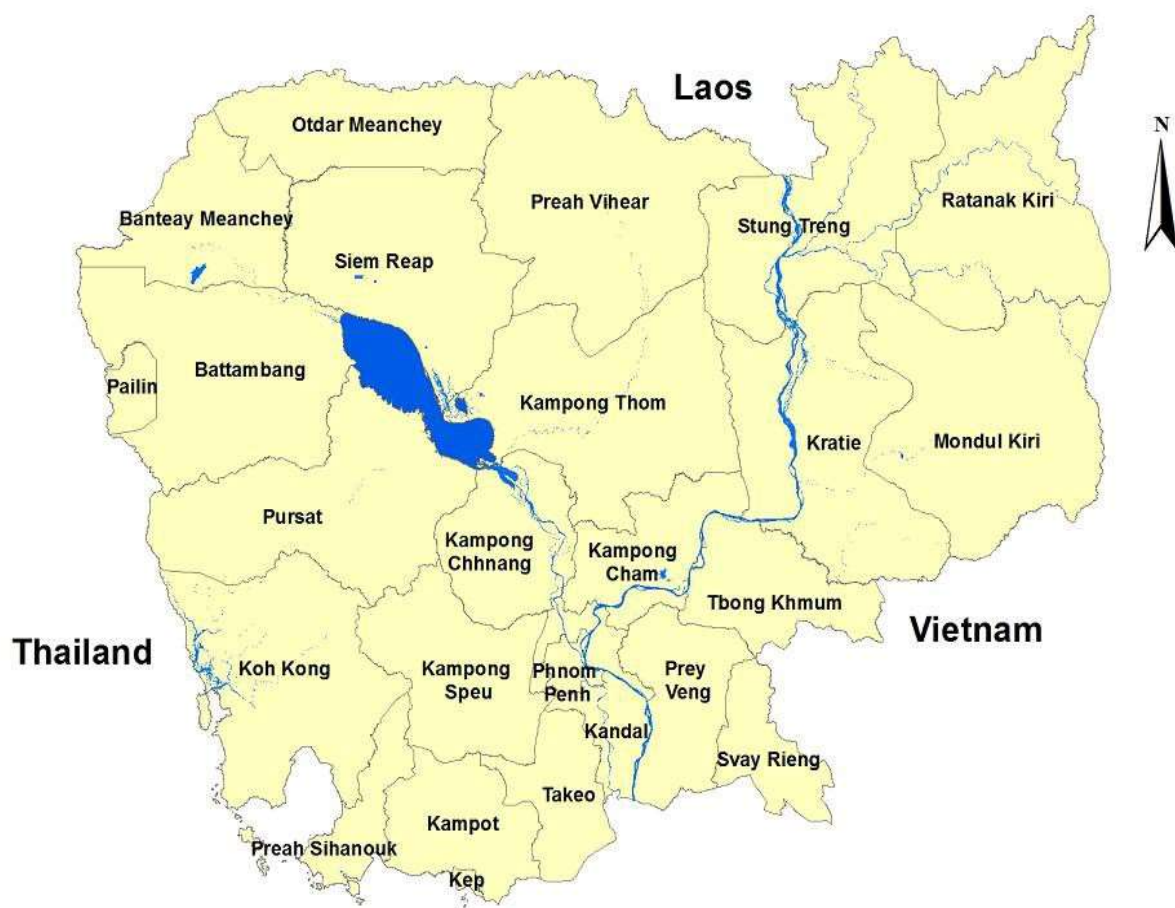 Laos
N
Otdar Meanchey
Preah Vihear
Ratanak Kiri
Banteay Meanchey
Stung Treng
Siem Reap
Battambang
Pailin
Kampong Thom
Kratie
Mondul Kiri
Pursat
Kampong
Chhnang
Kampong
Cham
Tbong Khmum
Vietnam
Thailand
Koh Kong
Kampong
Speu
Phnom
Penh
Prey
Veng
Kandal
Svay Rieng
Takeo
Kampot
Preah Sihanouk
Kep